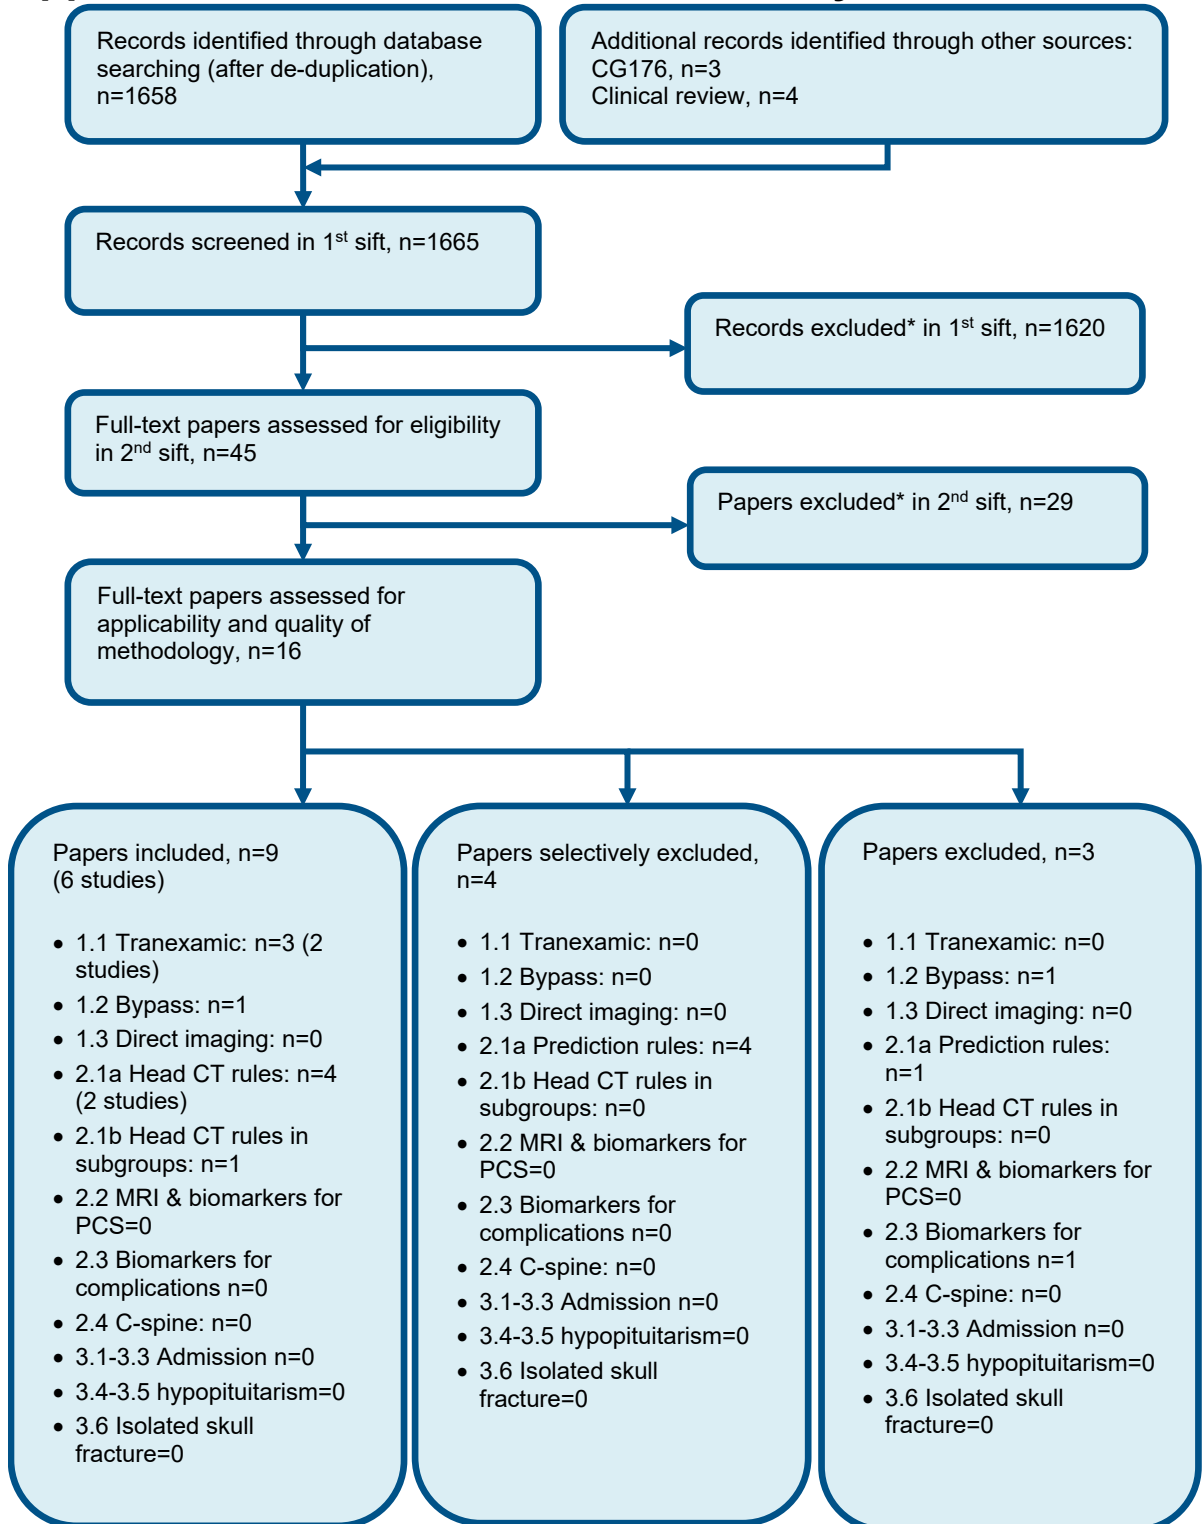 Records identified through database
searching (after de-duplication),
n=1658
Additional records identified through other sources:
CG176, n=3
Clinical review, n=4
Records screened in 1st sift, n=1665
Records excluded* in 1st sift, n=1620
Full-text papers assessed for eligibility
in 2nd sift, n=45
Papers excluded* in 2nd sift, n=29
Full-text papers assessed for
applicability and quality of
methodology, n=16
Papers included, n=9
(6 studies)
• 1.1 Tranexamic: n=3 (2
studies)
• 1.2 Bypass: n=1
• 1.3 Direct imaging: n=0
• 2.1a Head CT rules: n=4
(2 studies)
• 2.1b Head CT rules in
subgroups: n=1
• 2.2 MRI & biomarkers for
PCS=0
• 2.3 Biomarkers for
complications n=0
• 2.4 C-spine: n=0
• 3.1-3.3 Admission n=0
• 3.4-3.5 hypopituitarism=0
• 3.6 Isolated skull
fracture=0
Papers selectively excluded,
n=4
• 1.1 Tranexamic: n=0
• 1.2 Bypass: n=0
• 1.3 Direct imaging: n=0
• 2.1a Prediction rules: n=4
• 2.1b Head CT rules in
subgroups: n=0
• 2.2 MRI & biomarkers for
PCS=0
• 2.3 Biomarkers for
complications n=0
• 2.4 C-spine: n=0
• 3.1-3.3 Admission n=0
• 3.4-3.5 hypopituitarism=0
• 3.6 Isolated skull
fracture=0
Papers excluded, n=3
• 1.1 Tranexamic: n=0
• 1.2 Bypass: n=1
• 1.3 Direct imaging: n=0
• 2.1a Prediction rules:
n=1
• 2.1b Head CT rules in
subgroups: n=0
• 2.2 MRI & biomarkers for
PCS=0
• 2.3 Biomarkers for
complications n=1
• 2.4 C-spine: n=0
• 3.1-3.3 Admission n=0
• 3.4-3.5 hypopituitarism=0
• 3.6 Isolated skull
fracture=0